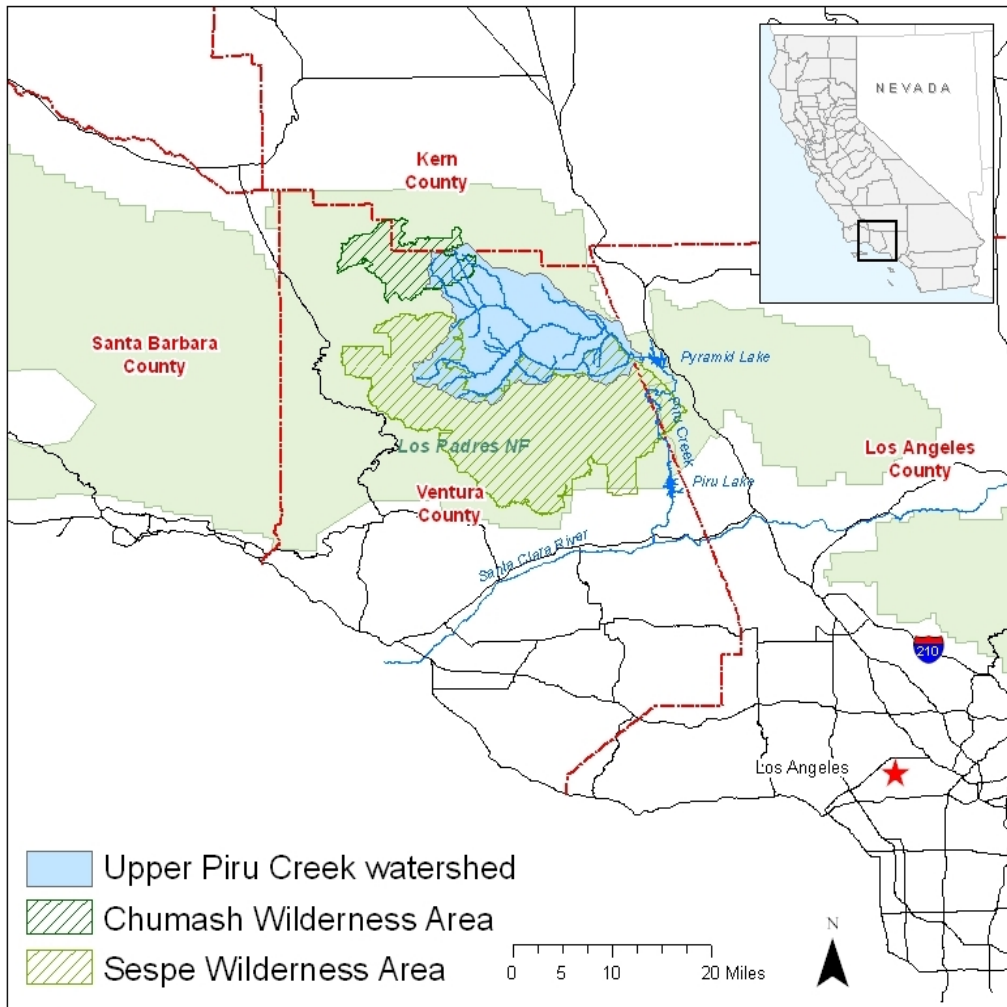 NEVADA
Kern
County
Santa Barbara
County
Pyramid Lake
Piru Creek
Los Padres NF
Los Angeles
County
Ventura
County
Piru Lake
Santa Clara River
210
Los Angeles
Upper Piru Creek watershed
Chumash Wilderness Area
Sespe Wilderness Area
N
0 5 10 20 Miles